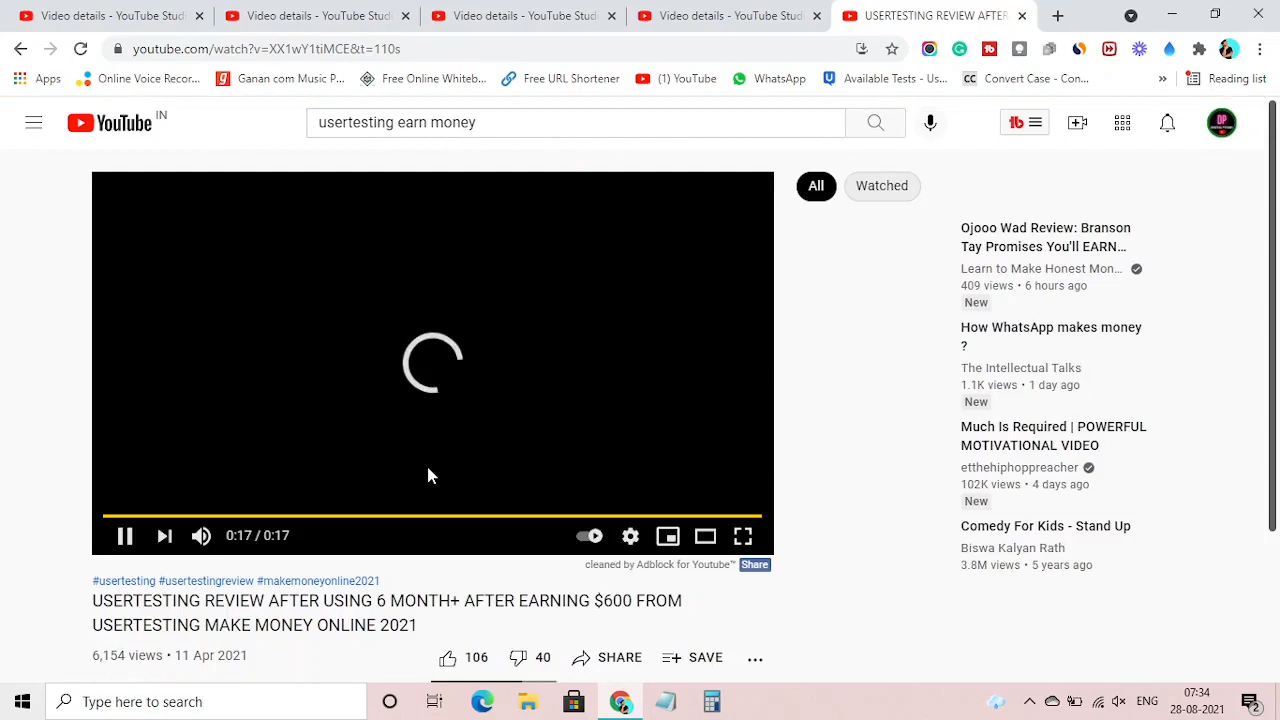 Video details - YouTube Stud
Video details - YouTube Stud
Video details - YouTube Stud
Video details - YouTube Stud
USERTESTING REVIEW AFTER
youtube.com/watch?v=XX1wY1tiMCE&t=110s
Apps
Online Voice Recor...
Ganan com Music P...
Free Online Whiteb...
Free URL Shortener
(1) YouTube
WhatsApp
Available Tests - Us...
CC Convert Case - Con...
»
Reading list
YouTube IN
usertesting earn money
All
Watched
Ojooo Wad Review: Branson
Tay Promises You'll EARN...
Learn to Make Honest Mon...
409 views • 6 hours ago
New
How WhatsApp makes money
?
The Intellectual Talks
1.1K views • 1 day ago
New
Much Is Required | POWERFUL
MOTIVATIONAL VIDEO
etthehiphoppreacher
102K views • 4 days ago
New
Comedy For Kids - Stand Up
Biswa Kalyan Rath
3.8M views • 5 years ago
0:17 / 0:17
cleaned by Adblock for Youtube™ Share
#usertesting #usertestingreview #makemoneyonline2021
USERTESTING REVIEW AFTER USING 6 MONTH+ AFTER EARNING $600 FROM
USERTESTING MAKE MONEY ONLINE 2021
6,154 views • 11 Apr 2021
106
40
SHARE
SAVE
Type here to search
ENG
07:34
28-08-2021
2